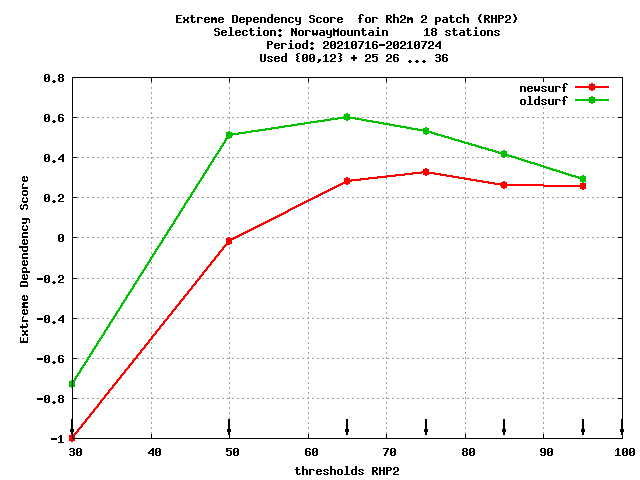 Extreme Dependency Score  for Rh2m 2 patch (RHP2)
Selection: NorwayMountain     18 stations
Period: 20210716-20210724
Used {00,12} + 25 26 ... 36
newsurf
oldsurf
Extreme Dependency Score
0.8
0.6
0.4
0.2
0
-0.2
-0.4
-0.6
-0.8
-1
30 40 50 60 70 80 90 100
thresholds RHP2